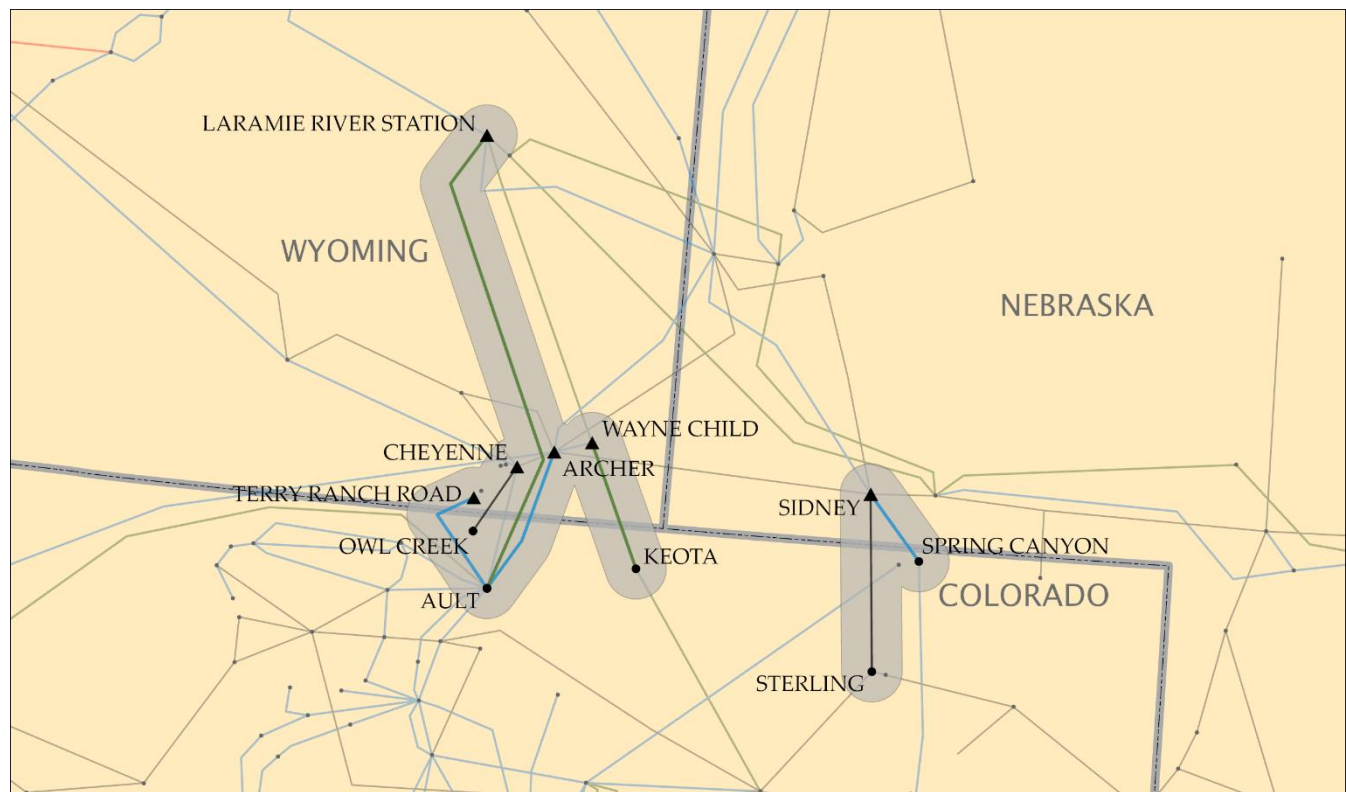 LARAMIE RIVER STATION
WYOMING
NEBRASKA
WAYNE CHILD
CHEYENNE
ARCHER
TERRY RANCH ROAD
SIDNEY
OWL CREEK
SPRING CANYON
KEOTA
AULT
COLORADO
STERLING